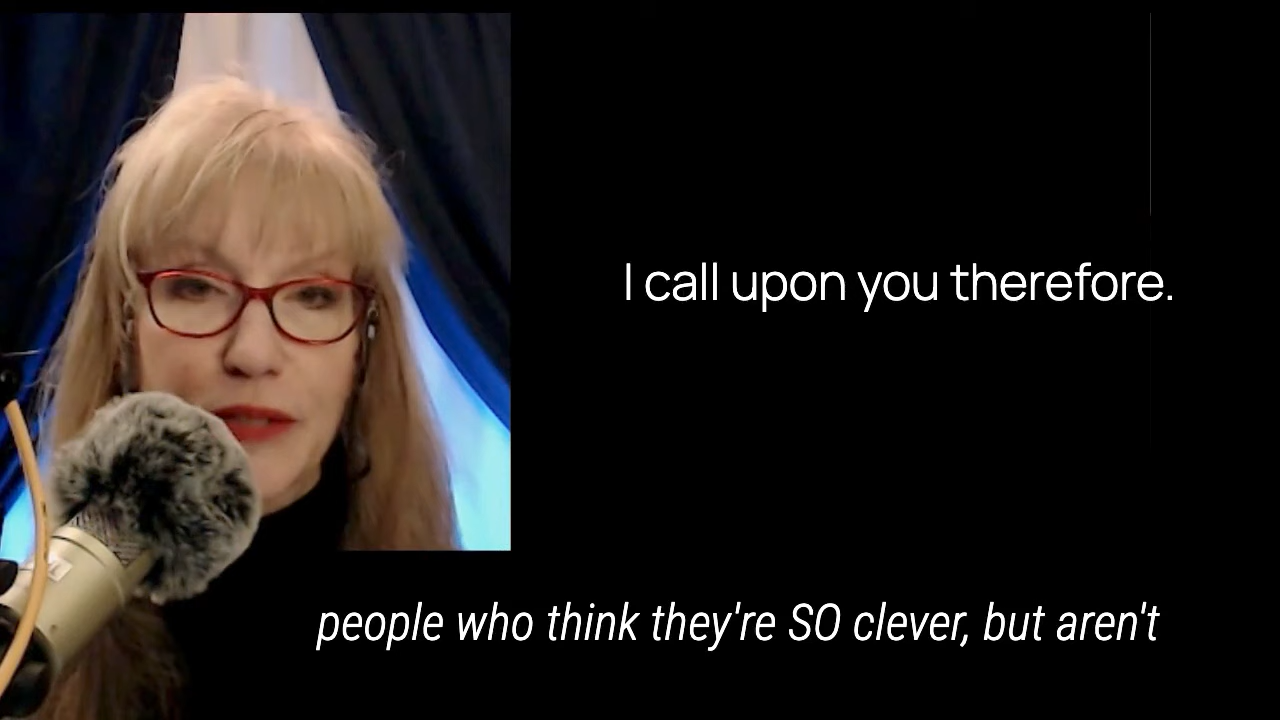 I call upon you therefore.
people who think they're SO clever, but aren't